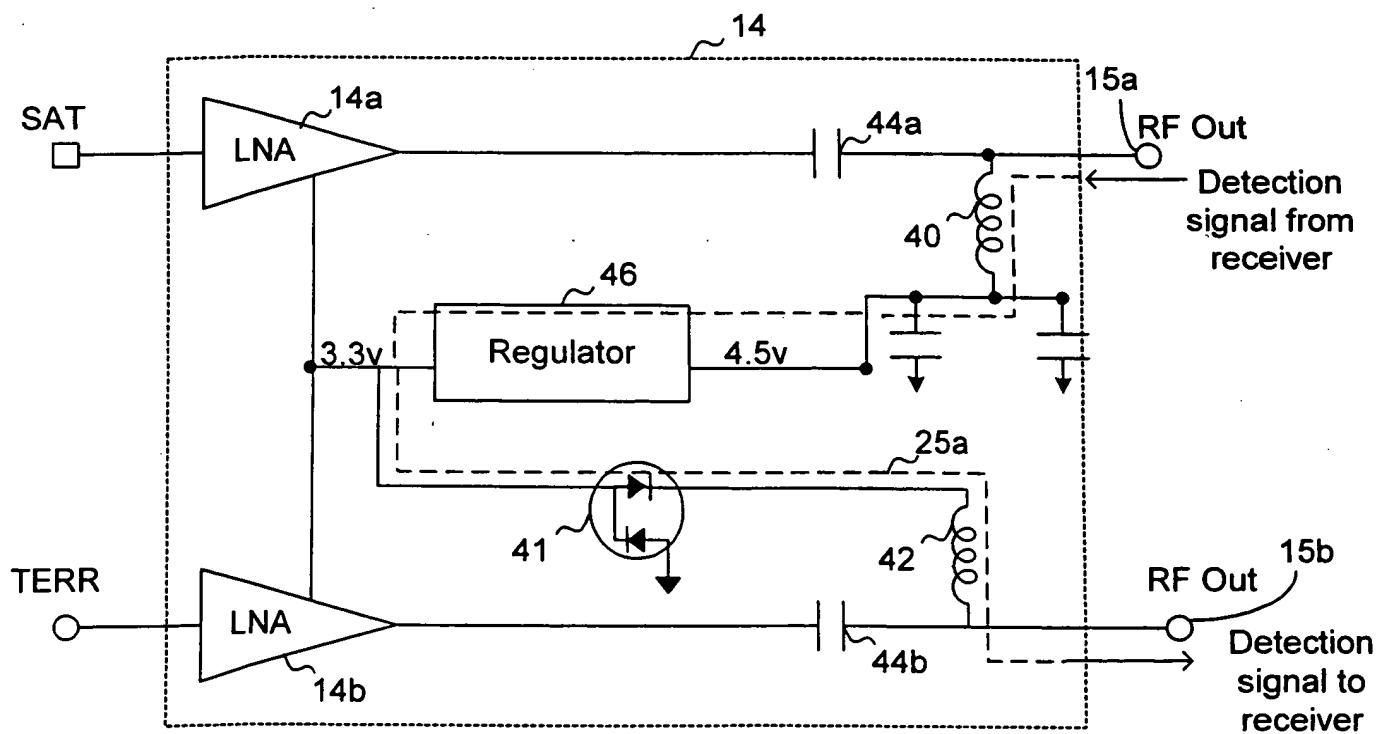 14
15a
SAT
14a
LNA
44a
RF Out
40
Detection
signal from
receiver
46
3.3v
Regulator
4.5v
25a
41
42
15b
TERR
RF Out
LNA
14b
44b
Detection
signal to
receiver